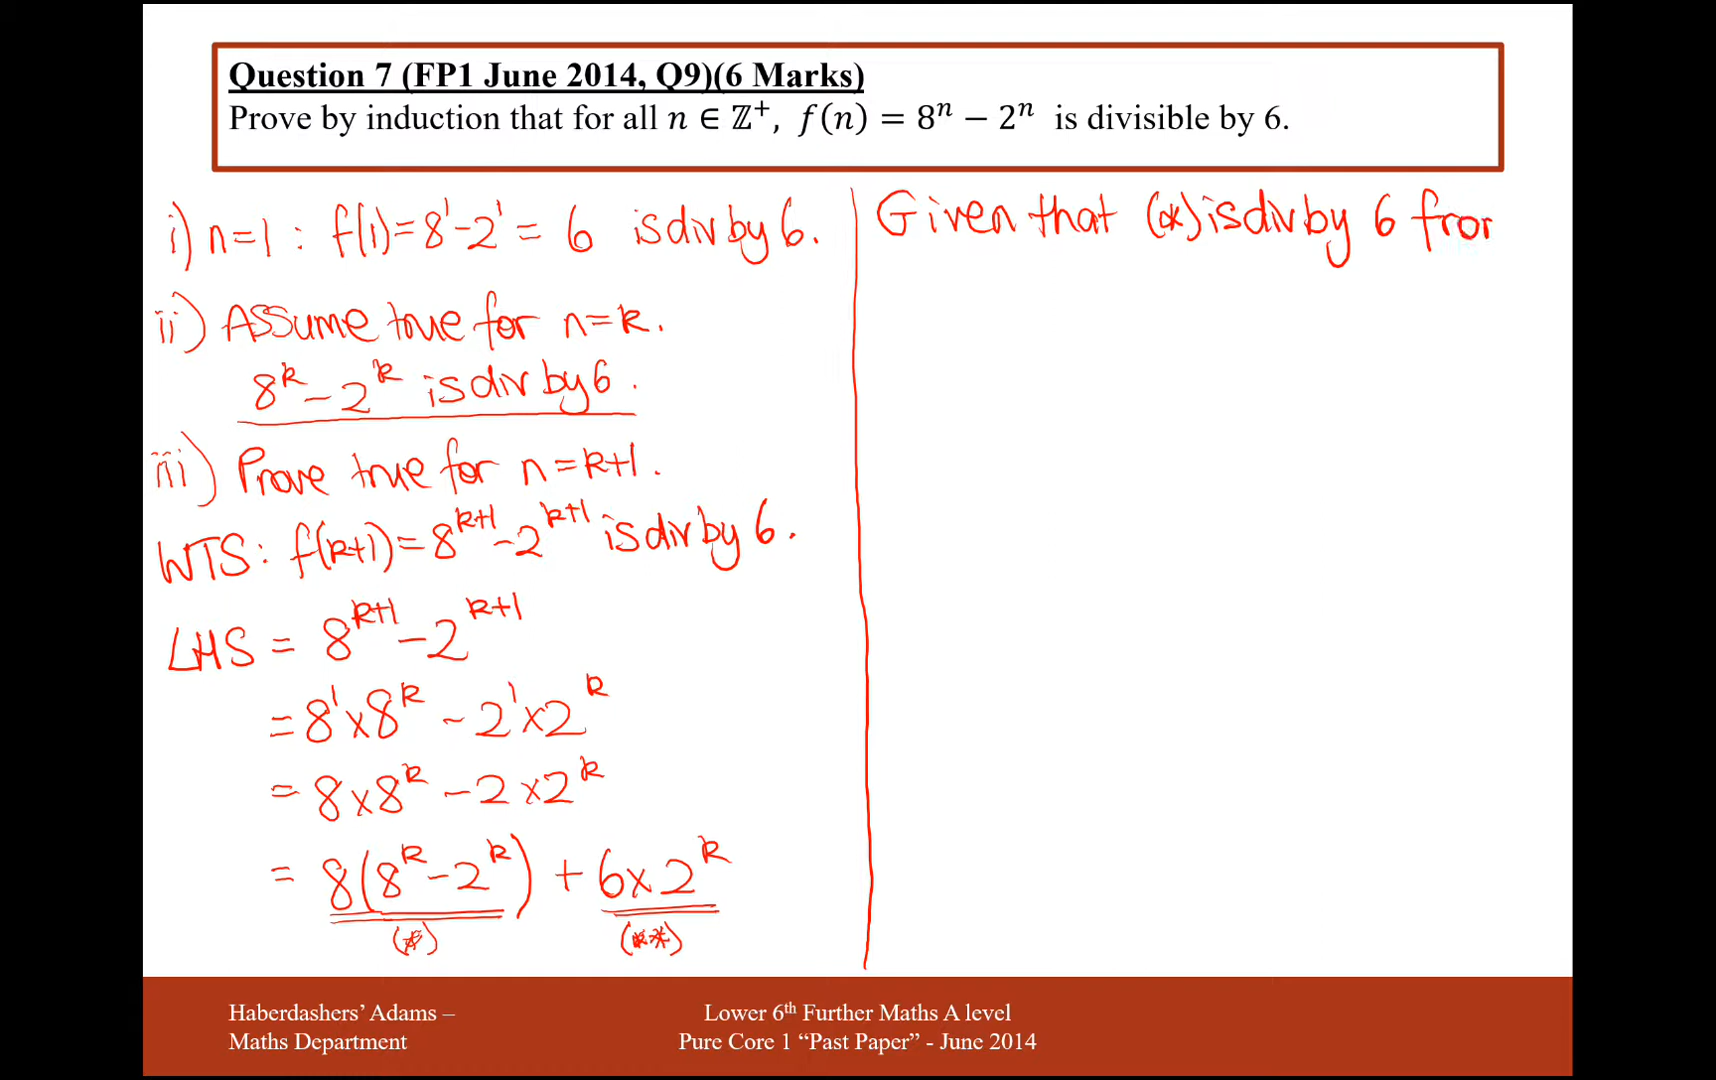 Question 7 (FP1 June 2014, Q9)(6 Marks)
Prove by induction that for all n ∈ ℤ⁺, f(n) = 8ⁿ − 2ⁿ is divisible by 6.
i) n=1 : f(1)=8¹-2¹ = 6 is div by 6.
ii) Assume true for n=k.
8ᵏ - 2ᵏ is div by 6.
iii) Prove true for n=k+1.
WTS: f(k+1)=8ᵏ⁺¹-2ᵏ⁺¹ is div by 6.
LHS = 8ᵏ⁺¹-2ᵏ⁺¹
=8¹x8ᵏ - 2¹x2ᵏ
= 8x8ᵏ - 2x2ᵏ
= 8(8ᵏ-2ᵏ) + 6x2ᵏ
(*) (**)
Given that (*) is div by 6 fror
Haberdashers' Adams –
Maths Department
Lower 6th Further Maths A level
Pure Core 1 “Past Paper” - June 2014